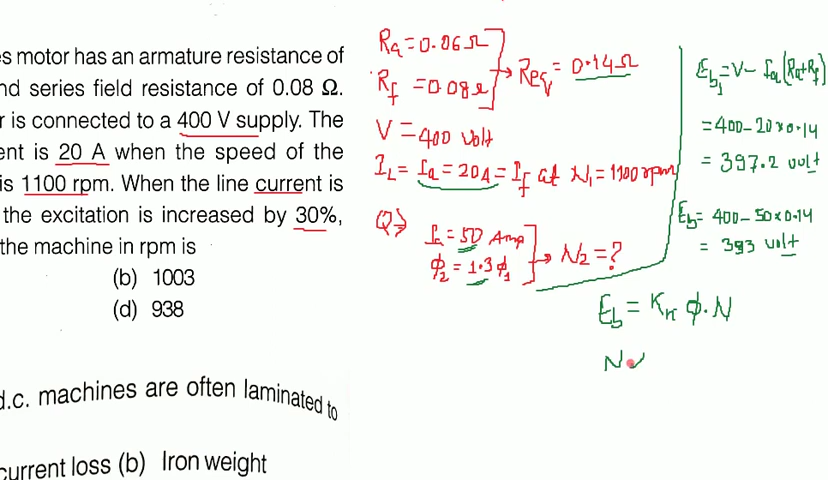 es motor has an armature resistance of
nd series field resistance of 0.08 Ω.
r is connected to a 400 V supply. The
ent is 20 A when the speed of the
is 1100 rpm. When the line current is
the excitation is increased by 30%,
the machine in rpm is
(b) 1003
(d) 938
d.c. machines are often laminated to
current loss (b) Iron weight
Ra = 0.06 Ω
Rf = 0.08 Ω
→ Req = 0.14 Ω
V = 400 volt
IL = Ia = 20A = If at N1 = 1100 rpm
Q⇒
Ia = 50 Amp
ϕ2 = 1.3 ϕ1
→ N2 = ?
Eb1 = V - Ia (Ra+Rf)
= 400 - 20 x 0.14
= 397.2 volt
Eb = 400 - 50 x 0.14
= 393 volt
Eb = Kn ϕ. N
N